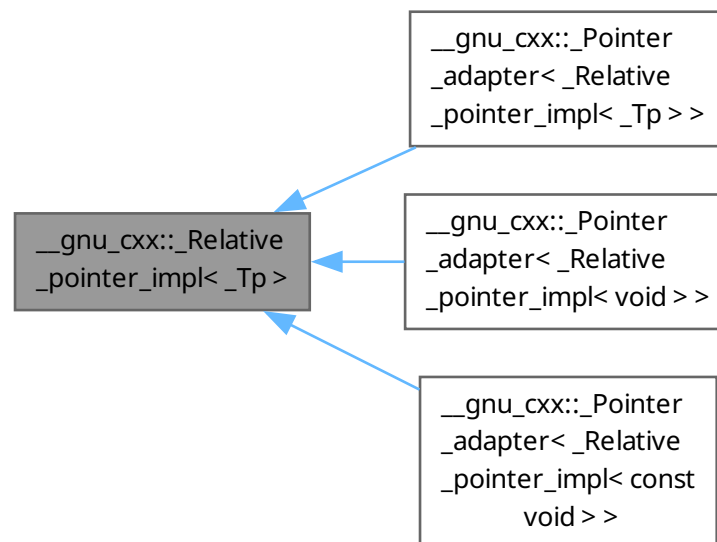 __gnu_cxx::_Pointer
_adapter< _Relative
_pointer_impl< _Tp > >
__gnu_cxx::_Relative
_pointer_impl< _Tp >
__gnu_cxx::_Pointer
_adapter< _Relative
_pointer_impl< void > >
__gnu_cxx::_Pointer
_adapter< _Relative
_pointer_impl< const
void > >